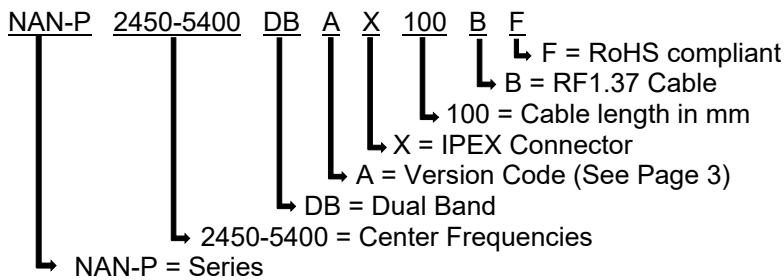 NAN-P 2450-5400 DB A X 100 B F
F = RoHS compliant
B = RF1.37 Cable
100 = Cable length in mm
X = IPEX Connector
A = Version Code (See Page 3)
DB = Dual Band
2450-5400 = Center Frequencies
NAN-P = Series